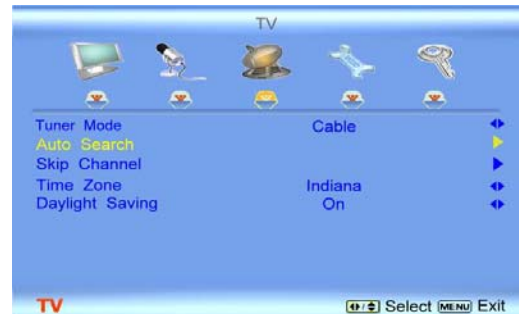 TV
Tuner Mode Cable
Auto Search
Skip Channel
Time Zone Indiana
Daylight Saving On
TV Select MENU Exit